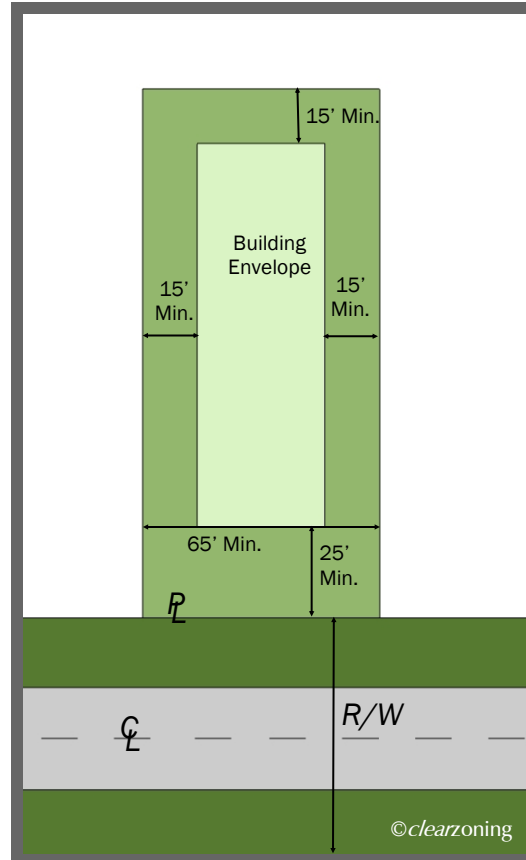 15’ Min.
Building
Envelope
15’
Min.
15’
Min.
65’ Min.
25’
Min.
PL
CL
R/W
©clearzoning